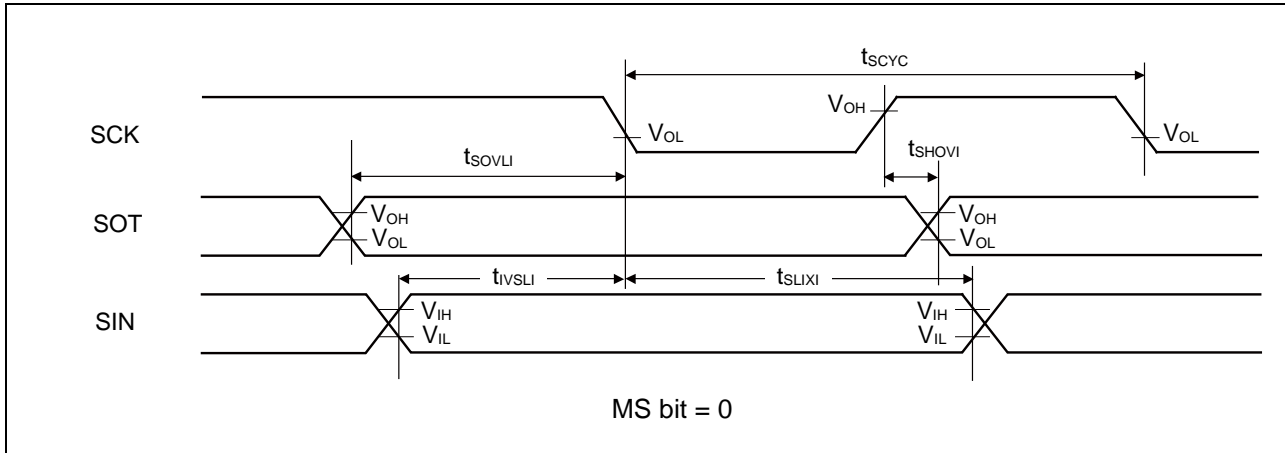 tSCYC
SCK
VOH
VOL
VOL
tSOVLI
tSHOVI
SOT
VOH
VOL
VOH
VOL
tIVSLI
tSLIXI
SIN
VIH
VIL
VIH
VIL
MS bit = 0